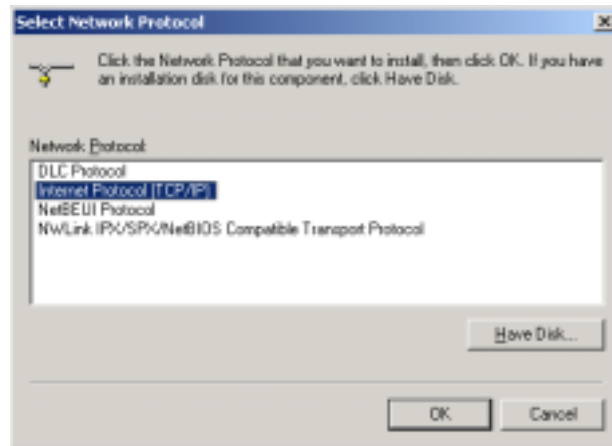 Select Network Protocol
Click the Network Protocol that you want to install, then click OK. If you have
an installation disk for this component, click Have Disk.
Network Protocol:
DLC Protocol
Internet Protocol (TCP/IP)
NetBEUI Protocol
NWLink IPX/SPX/NetBIOS Compatible Transport Protocol
Have Disk...
OK
Cancel